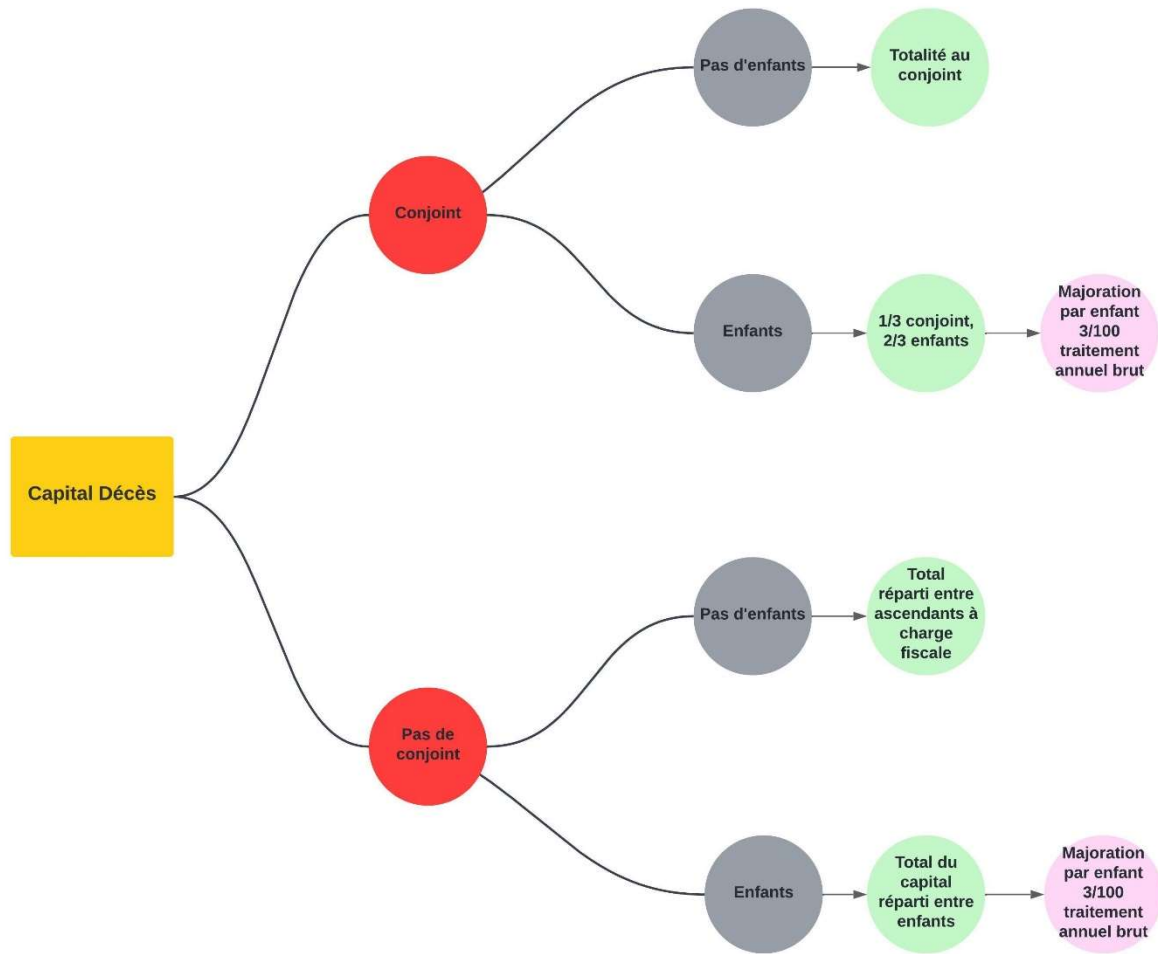 Pas d'enfants
Totalité au
conjoint
Conjoint
Enfants
1/3 conjoint,
2/3 enfants
Majoration
par enfant
3/100
traitement
annuel brut
Capital Décès
Pas d'enfants
Total
réparti entre
ascendants à
charge
fiscale
Pas de
conjoint
Enfants
Total du
capital
réparti entre
enfants
Majoration
par enfant
3/100
traitement
annuel brut